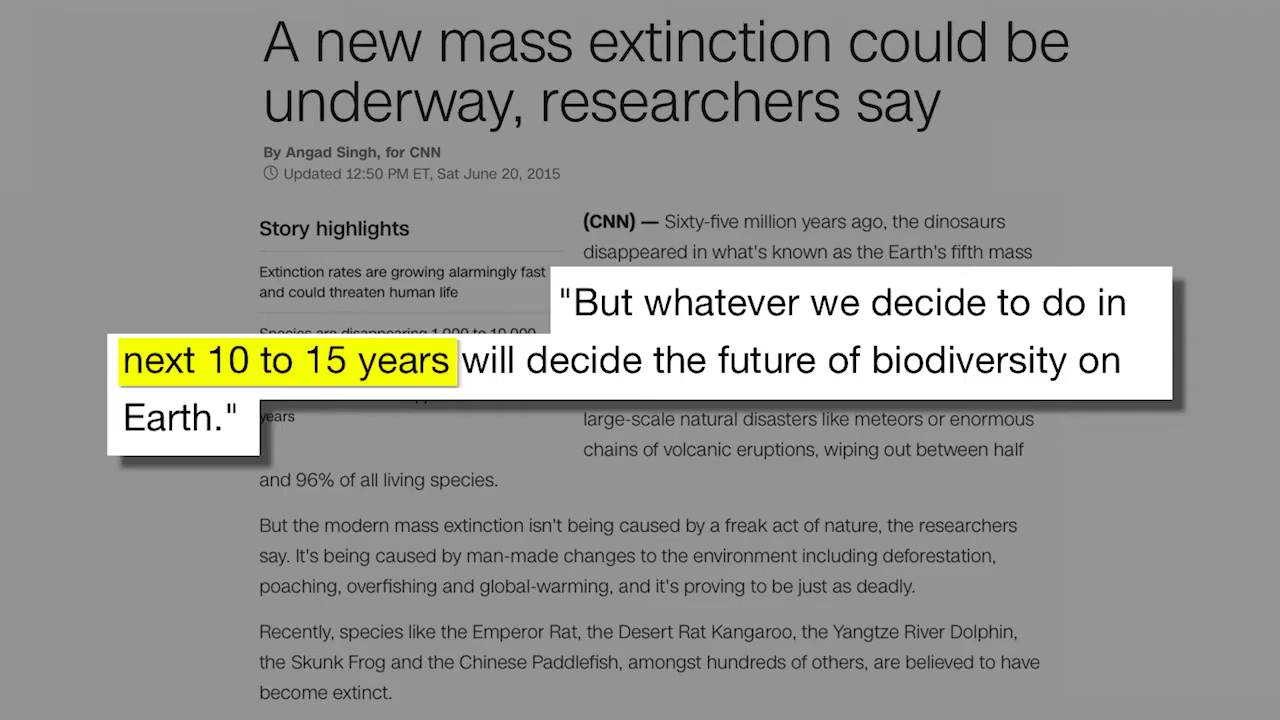 A new mass extinction could be
underway, researchers say
By Angad Singh, for CNN
Updated 12:50 PM ET, Sat June 20, 2015
Story highlights
Extinction rates are growing alarmingly fast
and could threaten human life
Species are disappearing 1,000 to 10,000
years
(CNN) — Sixty-five million years ago, the dinosaurs
disappeared in what's known as the Earth's fifth mass
"But whatever we decide to do in
next 10 to 15 years will decide the future of biodiversity on
Earth."
large-scale natural disasters like meteors or enormous
chains of volcanic eruptions, wiping out between half
and 96% of all living species.
But the modern mass extinction isn't being caused by a freak act of nature, the researchers
say. It's being caused by man-made changes to the environment including deforestation,
poaching, overfishing and global-warming, and it's proving to be just as deadly.
Recently, species like the Emperor Rat, the Desert Rat Kangaroo, the Yangtze River Dolphin,
the Skunk Frog and the Chinese Paddlefish, amongst hundreds of others, are believed to have
become extinct.